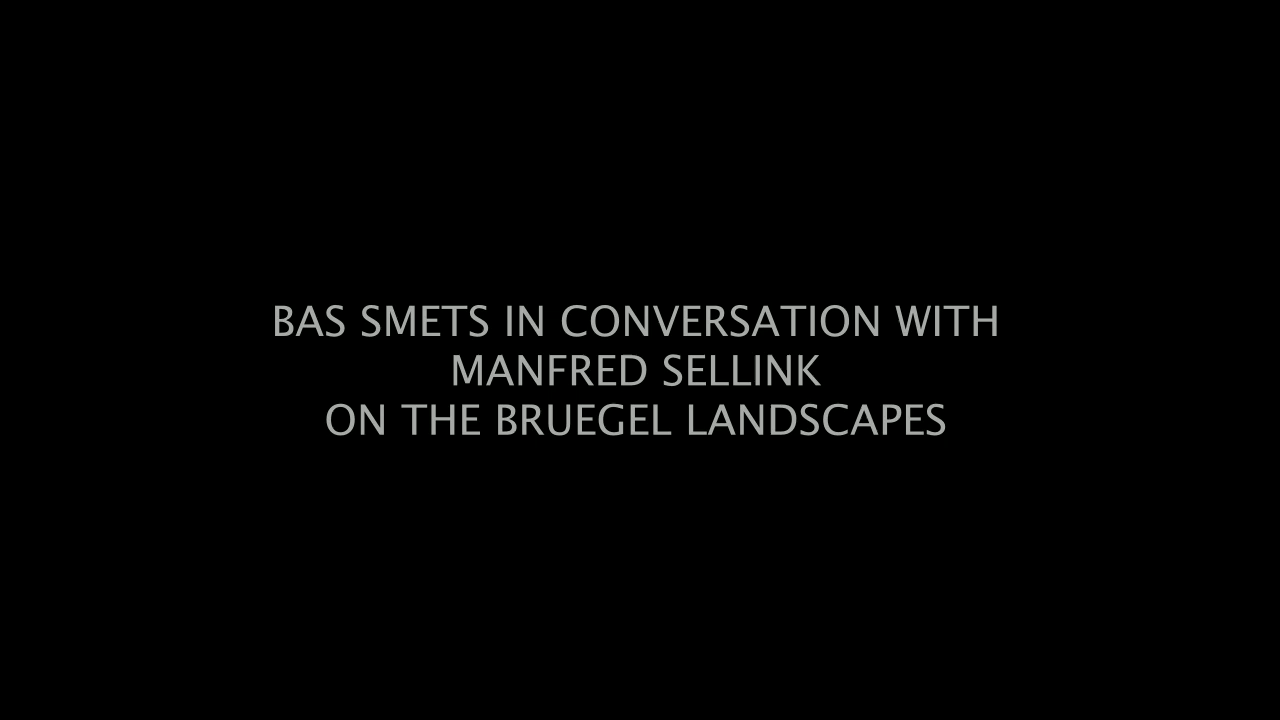 BAS SMETS IN CONVERSATION WITH
MANFRED SELLINK
ON THE BRUEGEL LANDSCAPES